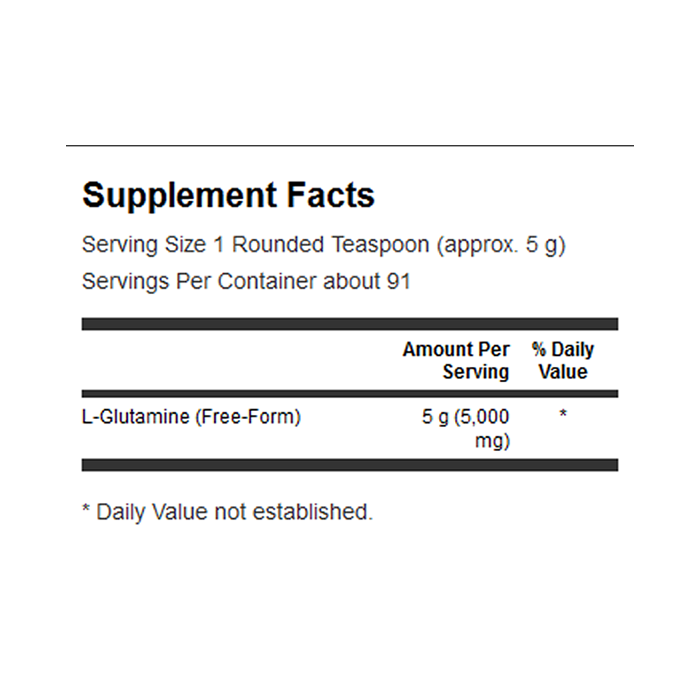 Supplement Facts
Serving Size 1 Rounded Teaspoon (approx. 5 g)
Servings Per Container about 91
Amount Per Serving % Daily Value
L-Glutamine (Free-Form) 5 g (5,000 mg) *
* Daily Value not established.